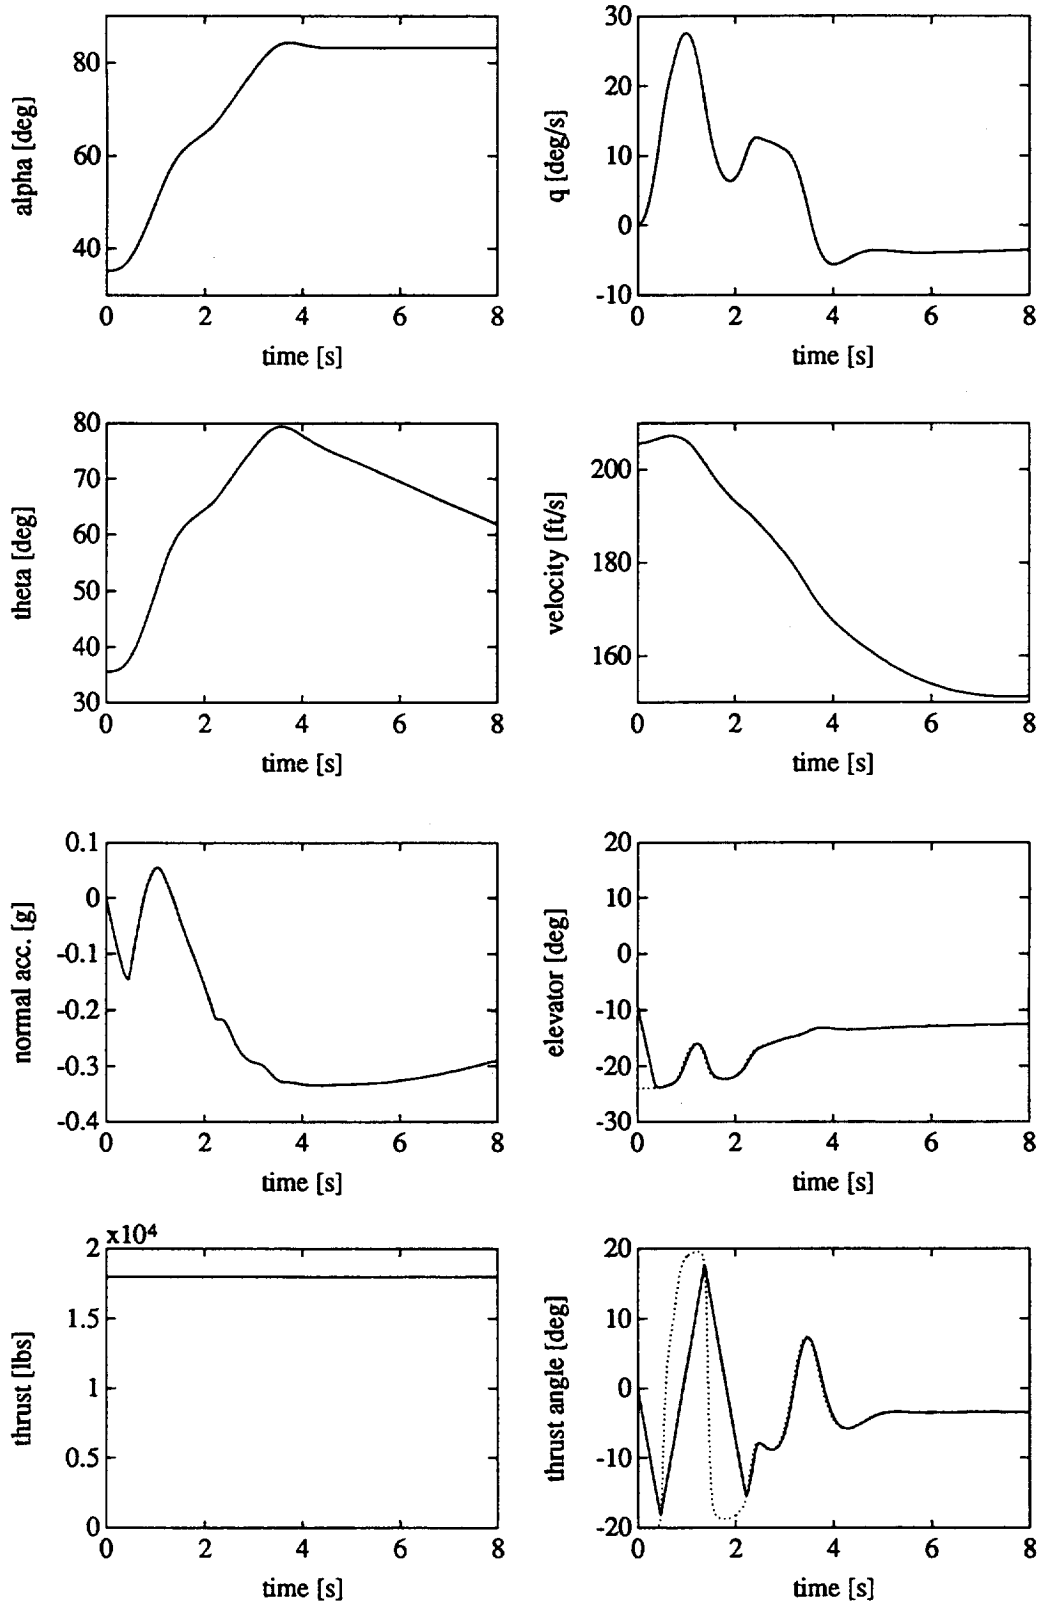 alpha [deg]
80
60
40
0 2 4 6 8
time [s]
q [deg/s]
30
20
10
0
-10
0 2 4 6 8
time [s]
theta [deg]
80
70
60
50
40
30
0 2 4 6 8
time [s]
velocity [ft/s]
200
180
160
0 2 4 6 8
time [s]
normal acc. [g]
0.1
0
-0.1
-0.2
-0.3
-0.4
0 2 4 6 8
time [s]
elevator [deg]
20
10
0
-10
-20
-30
0 2 4 6 8
time [s]
thrust [lbs]
x10⁴
2
1.5
1
0.5
0
0 2 4 6 8
time [s]
thrust angle [deg]
20
10
0
-10
-20
0 2 4 6 8
time [s]